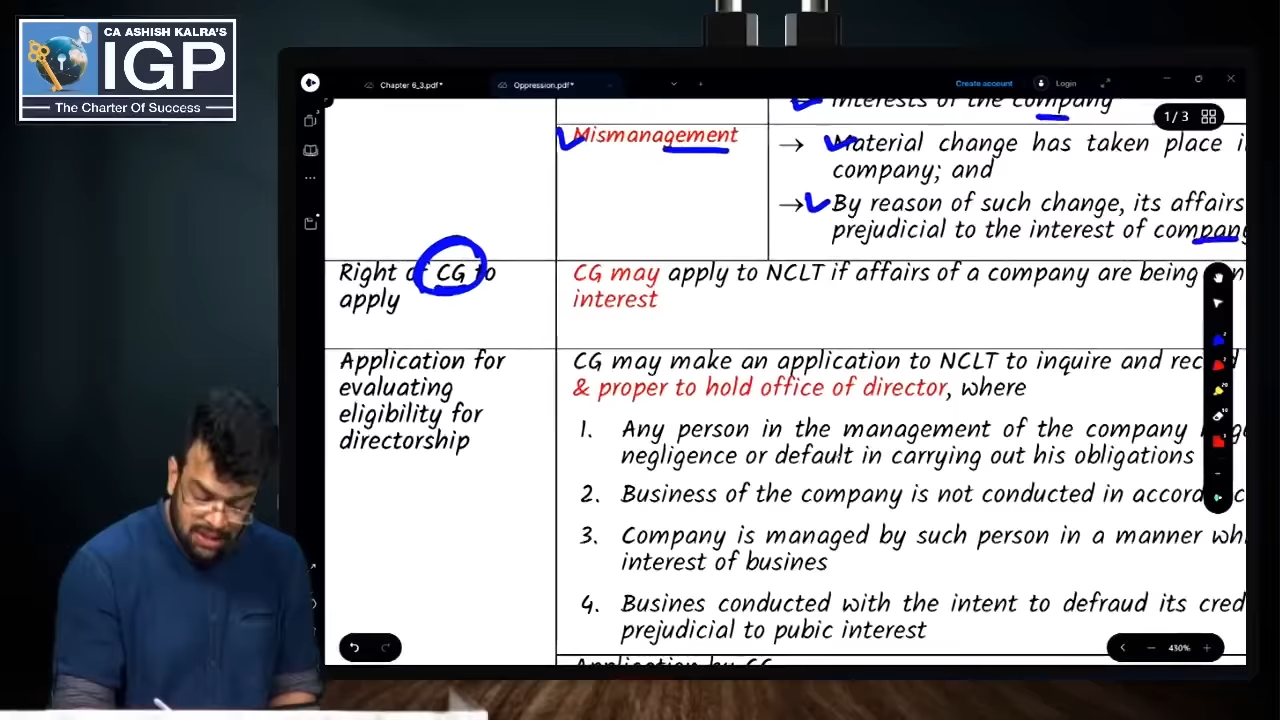 CA ASHISH KALRA'S
IGP
The Charter Of Success
Chapter 6_3.pdf*
Oppression.pdf*
Create account
Login
1/3
interests of the company
Mismanagement
→ Material change has taken place
company; and
→ By reason of such change, its affairs
prejudicial to the interest of company
Right of CG to
apply
CG may apply to NCLT if affairs of a company are being
interest
Application for
evaluating
eligibility for
directorship
CG may make an application to NCLT to inquire and
& proper to hold office of director, where
1. Any person in the management of the company
negligence or default in carrying out his obligations
2. Business of the company is not conducted in
3. Company is managed by such person in a manner
interest of busines
4. Busines conducted with the intent to defraud its
prejudicial to pubic interest
Application by CG
430%